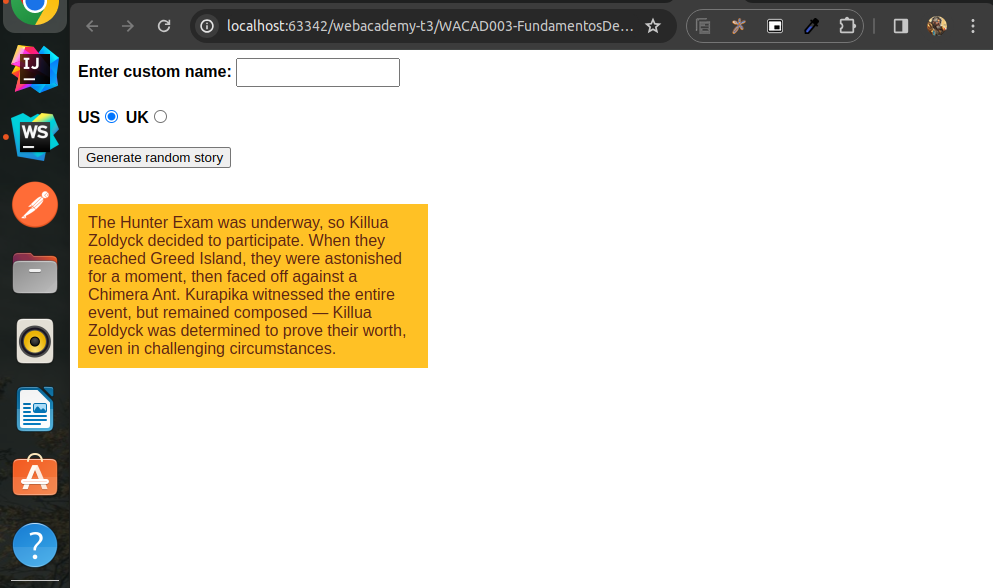 localhost:63342/webacademy-t3/WACAD003-FundamentosDe...
IJ
Enter custom name:
US UK
WS
Generate random story
The Hunter Exam was underway, so Killua
Zoldyck decided to participate. When they
reached Greed Island, they were astonished
for a moment, then faced off against a
Chimera Ant. Kurapika witnessed the entire
event, but remained composed — Killua
Zoldyck was determined to prove their worth,
even in challenging circumstances.
?